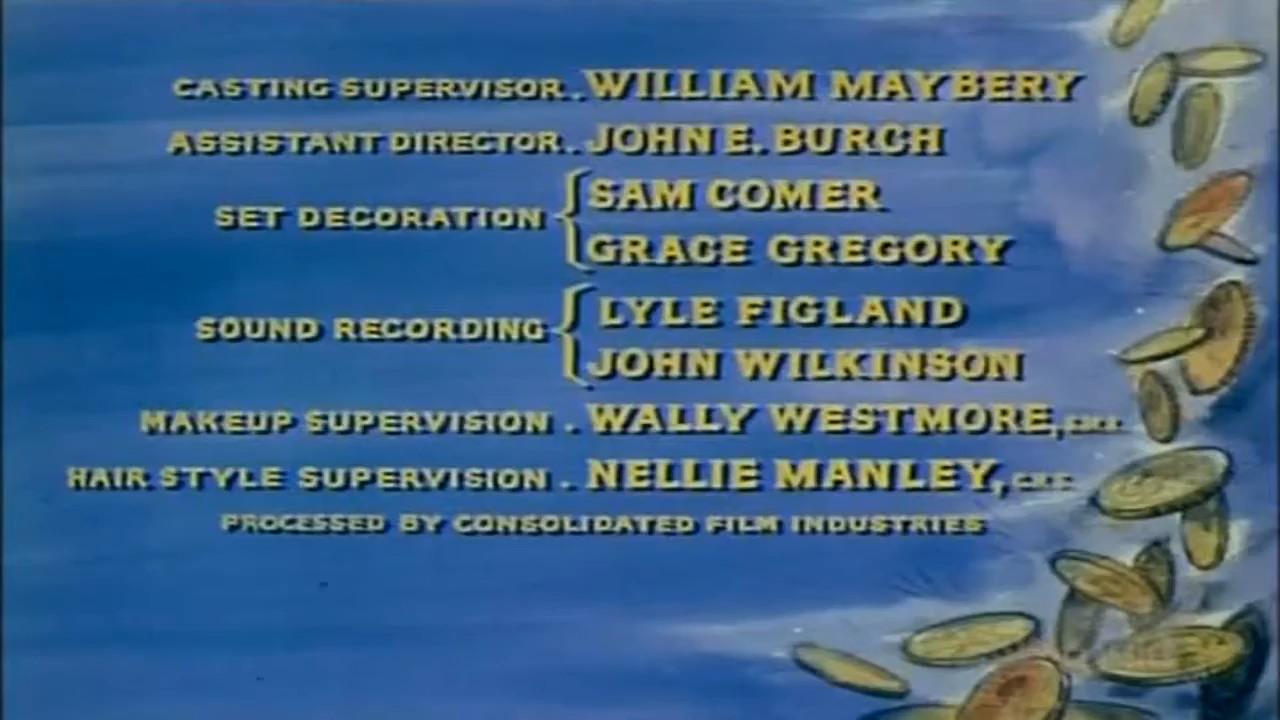 CASTING SUPERVISOR . WILLIAM MAYBERY
ASSISTANT DIRECTOR . JOHN E. BURCH
SET DECORATION { SAM COMER
GRACE GREGORY
SOUND RECORDING { LYLE FIGLAND
JOHN WILKINSON
MAKEUP SUPERVISION . WALLY WESTMORE,
HAIR STYLE SUPERVISION . NELLIE MANLEY,
PROCESSED BY CONSOLIDATED FILM INDUSTRIES